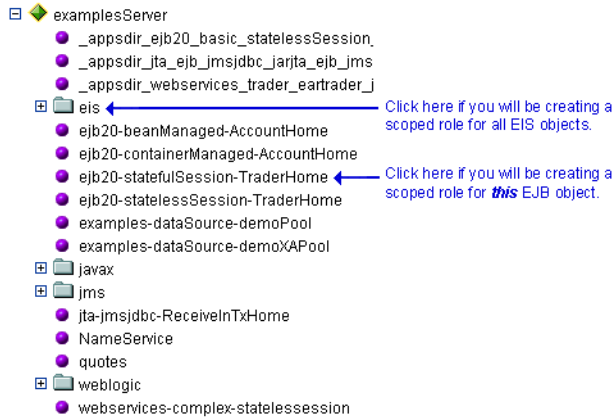 examplesServer
_appsdir_ejb20_basic_statelessSession_
_appsdir_jta_ejb_jmsjdbc_jarjta_ejb_jms
_appsdir_webservices_trader_eartrader_j
eis
Click here if you will be creating a
scoped role for all EIS objects.
ejb20-beanManaged-AccountHome
ejb20-containerManaged-AccountHome
ejb20-statefulSession-TraderHome
Click here if you will be creating a
scoped role for this EJB object.
ejb20-statelessSession-TraderHome
examples-dataSource-demoPool
examples-dataSource-demoXAPool
javax
jms
jta-jmsjdbc-ReceiveInTxHome
NameService
quotes
weblogic
webservices-complex-statelessession